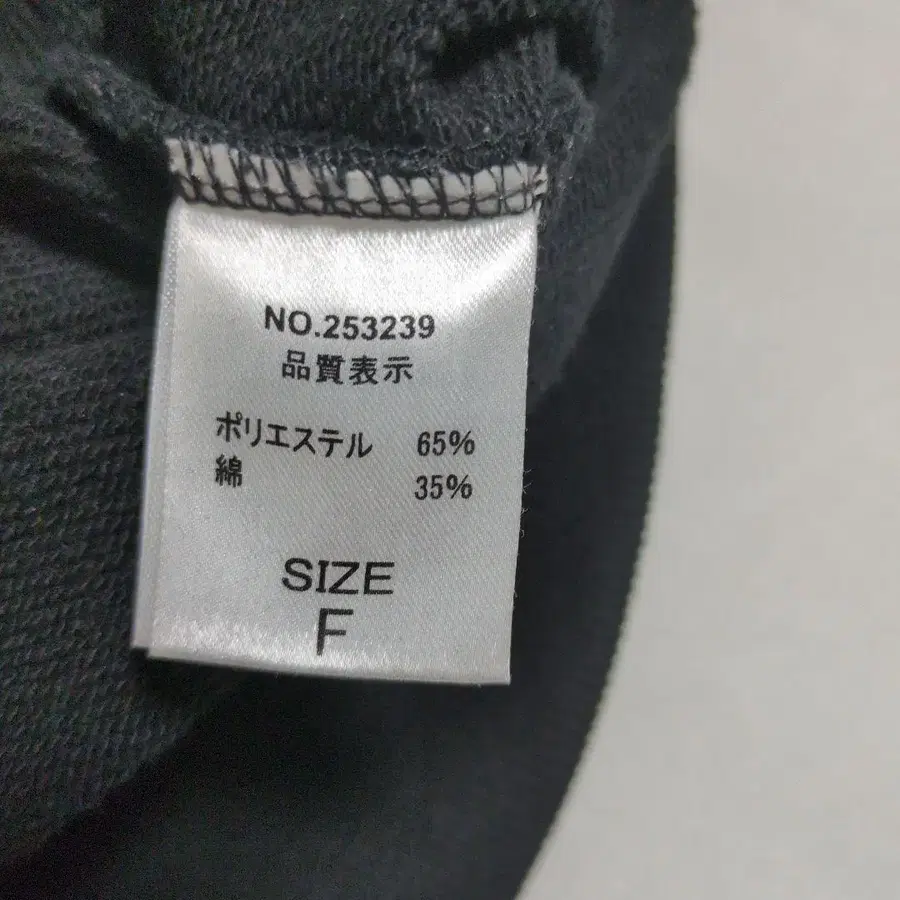 NO.253239
品質表示
ポリエステル 65%
綿 35%
SIZE
F